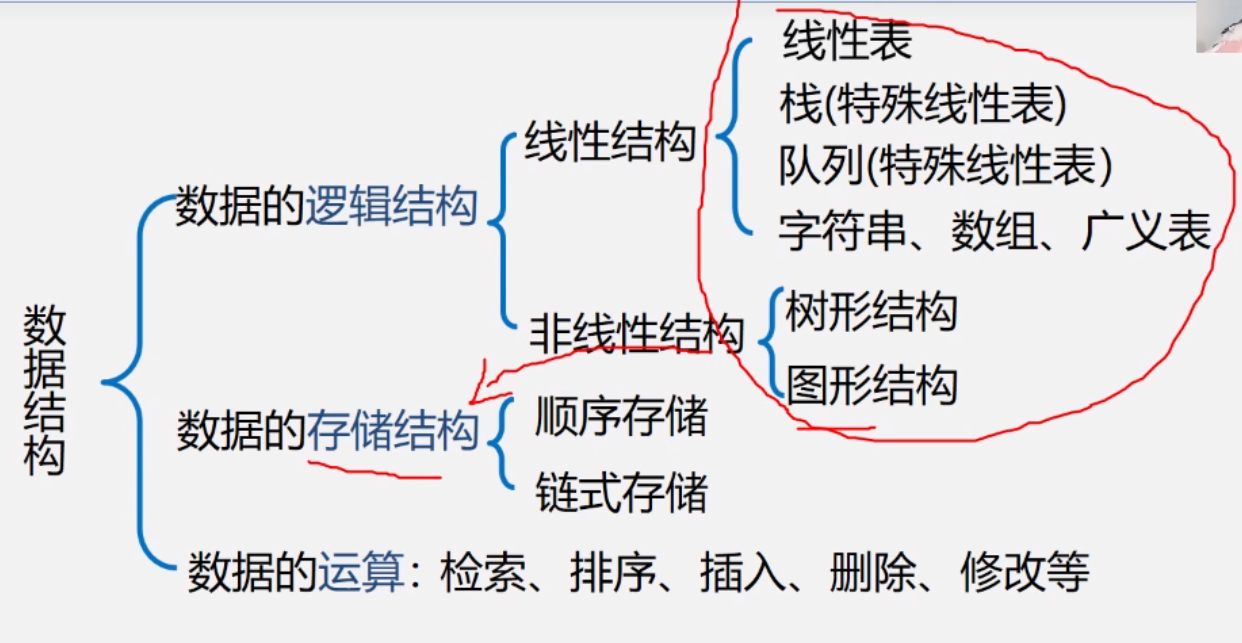 线性表
栈(特殊线性表)
线性结构
队列(特殊线性表)
数据的逻辑结构
字符串、数组、广义表
数据结构
非线性结构
树形结构
图形结构
数据的存储结构
顺序存储
链式存储
数据的运算：检索、排序、插入、删除、修改等